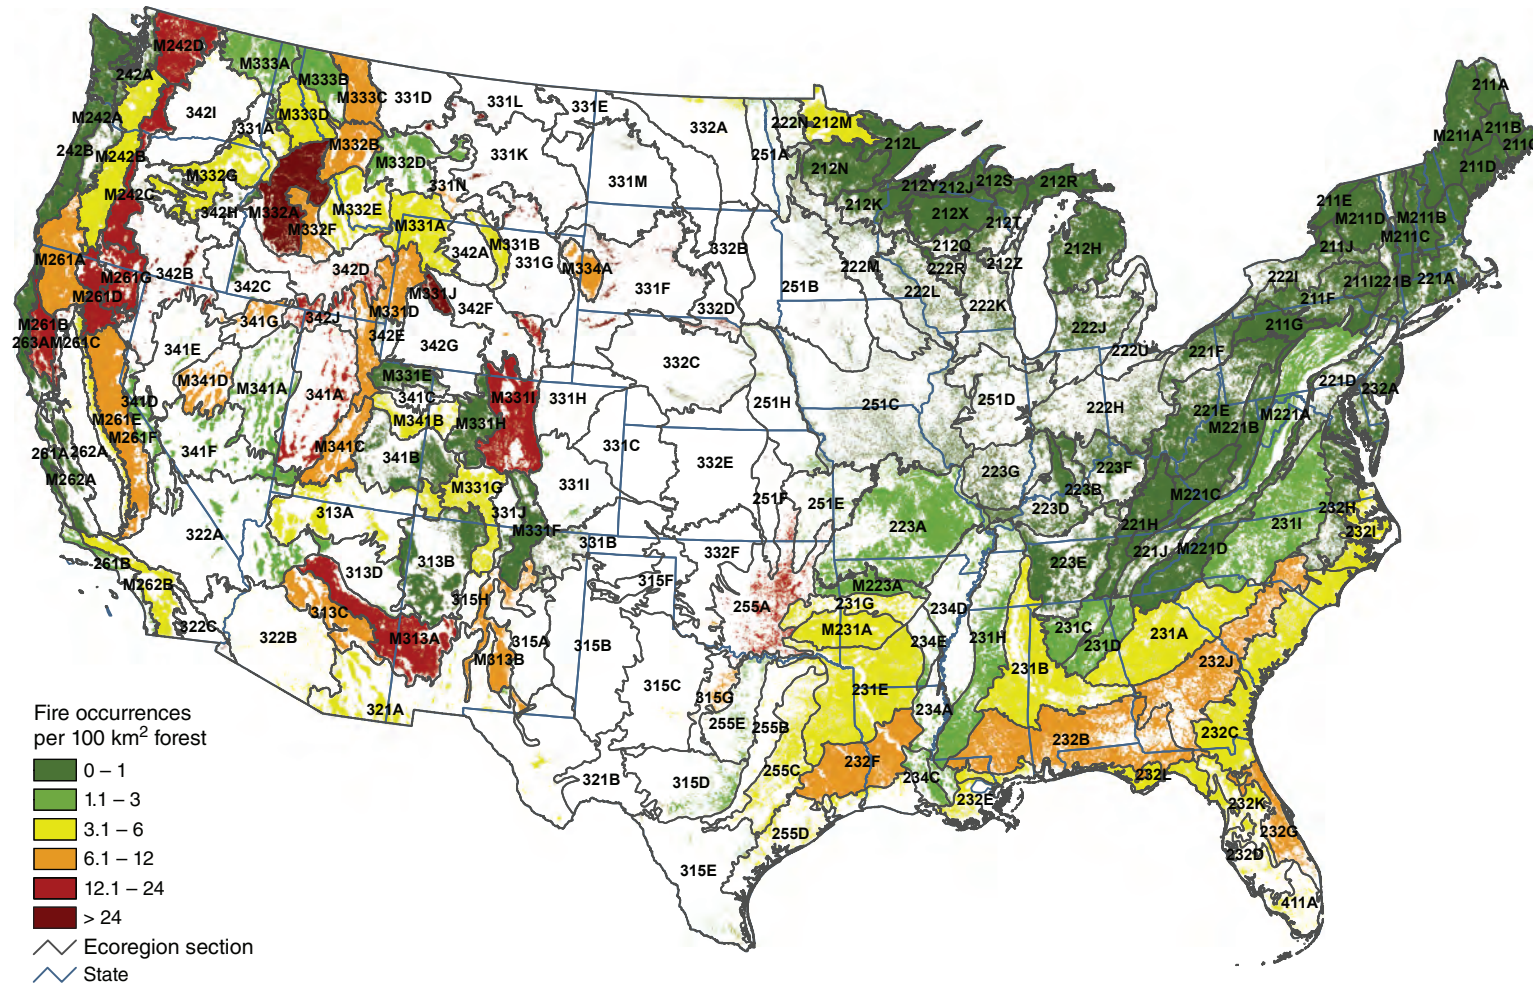 M242D
M333A
M333B
242A
M333C
331D
331L
331E
342I
332A
222N
212M
211A
M242A
331A
M333D
M332B
M211A
211B
242B
M242B
M332D
331K
251A
212N
212L
211D
M332G
331N
331M
212Y
212J
212S
212R
M242C
342H
M332A
M332E
212K
212X
212T
211E
M211D
M211B
M332F
M331A
M331B
342A
332B
212Q
212H
211J
M211C
M261A
M261G
342B
342D
331G
M334A
222M
222R
212Z
222I
M261D
342C
M331J
331F
251B
222L
211I
221B
221A
M261B
341G
342J
M331D
342F
332D
222K
222J
211F
211G
263A
M261C
341E
342E
342G
332C
222U
221F
M341D
M341A
341A
M331E
341C
M331I
331H
251H
251C
251D
222H
221D
232A
341D
M261E
M261F
M341B
M331H
221E
M221B
M221A
261A
262A
341F
M341C
341B
331C
332E
223G
223F
M262A
M331G
331I
223B
M221C
322A
313A
331J
M331F
251F
251E
223A
223D
221H
231I
232H
232I
261B
M262B
313D
313B
331B
332F
223E
221J
M221D
322C
313C
315H
315F
M223A
322B
M313A
315A
315B
255A
231G
M231A
234D
234E
231H
231C
231D
231A
321A
M313B
315C
315G
231E
231B
232J
255E
255B
234A
232B
232C
321B
315D
255C
232F
234C
232E
232L
232K
232G
255D
315E
232D
411A
Fire occurrences
per 100 km² forest
0 – 1
1.1 – 3
3.1 – 6
6.1 – 12
12.1 – 24
> 24
Ecoregion section
State